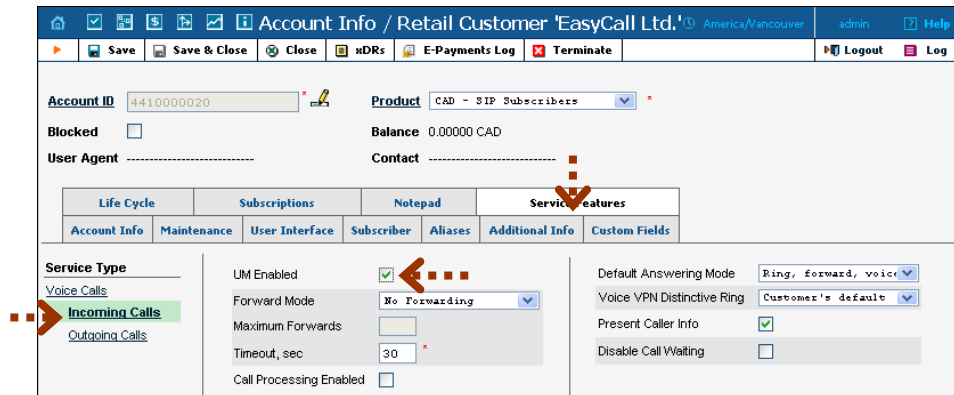 Account Info / Retail Customer 'EasyCall Ltd.' America/Vancouver admin Help
Save Save & Close Close xDRs E-Payments Log Terminate Logout Log
Account ID 4410000020 * Product CAD - SIP Subscribers *
Blocked Balance 0.00000 CAD
User Agent --------------------------- Contact ---------------------------
Life Cycle Subscriptions Notepad Service Features
Account Info Maintenance User Interface Subscriber Aliases Additional Info Custom Fields
Service Type
Voice Calls
Incoming Calls
Outgoing Calls
UM Enabled
Forward Mode No Forwarding
Maximum Forwards
Timeout, sec 30 *
Call Processing Enabled
Default Answering Mode Ring, forward, voice
Voice VPN Distinctive Ring Customer's default
Present Caller Info
Disable Call Waiting